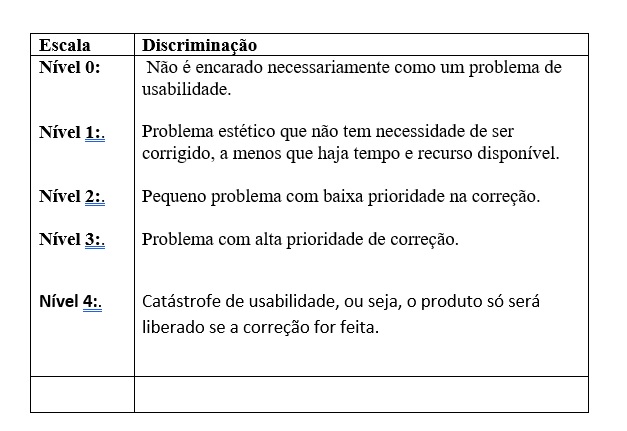 Escala Discriminação
Nível 0: Não é encarado necessariamente como um problema de
usabilidade.
Nível 1:. Problema estético que não tem necessidade de ser
corrigido, a menos que haja tempo e recurso disponível.
Nível 2:. Pequeno problema com baixa prioridade na correção.
Nível 3:. Problema com alta prioridade de correção.
Nível 4:. Catástrofe de usabilidade, ou seja, o produto só será
liberado se a correção for feita.